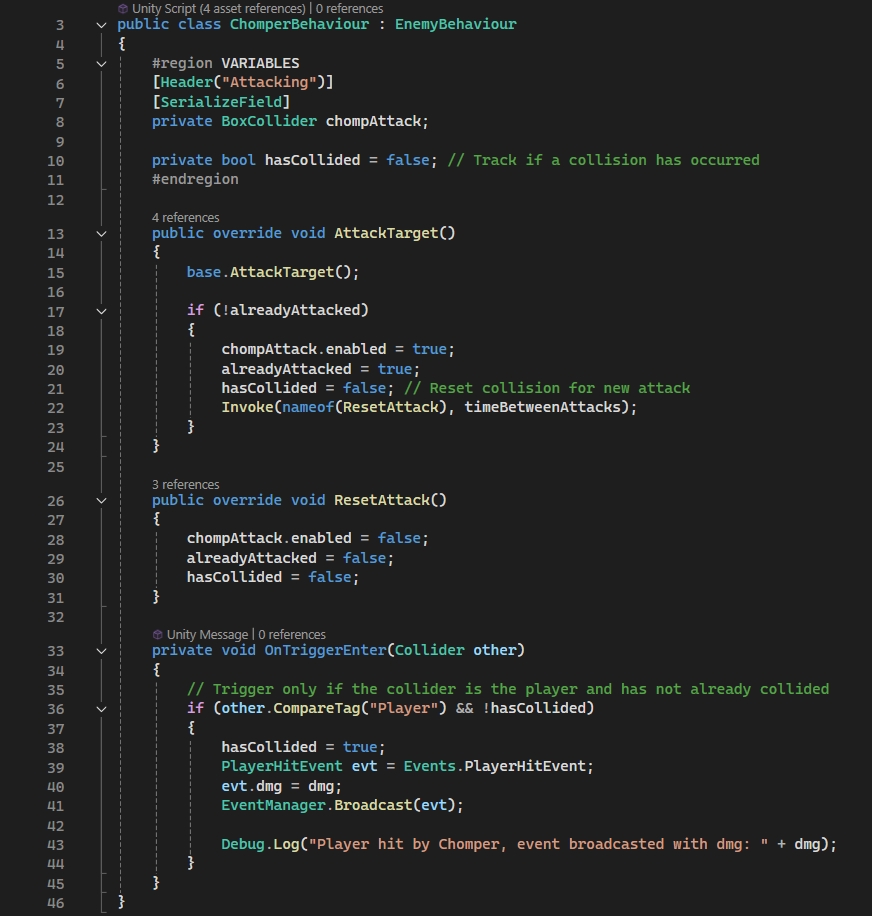 Unity Script (4 asset references) | 0 references
3 public class ChomperBehaviour : EnemyBehaviour
4 {
5 #region VARIABLES
6 [Header("Attacking")]
7 [SerializeField]
8 private BoxCollider chompAttack;
9
10 private bool hasCollided = false; // Track if a collision has occurred
11 #endregion
12
4 references
13 public override void AttackTarget()
14 {
15 base.AttackTarget();
16
17 if (!alreadyAttacked)
18 {
19 chompAttack.enabled = true;
20 alreadyAttacked = true;
21 hasCollided = false; // Reset collision for new attack
22 Invoke(nameof(ResetAttack), timeBetweenAttacks);
23 }
24 }
25
3 references
26 public override void ResetAttack()
27 {
28 chompAttack.enabled = false;
29 alreadyAttacked = false;
30 hasCollided = false;
31 }
32
Unity Message | 0 references
33 private void OnTriggerEnter(Collider other)
34 {
35 // Trigger only if the collider is the player and has not already collided
36 if (other.CompareTag("Player") && !hasCollided)
37 {
38 hasCollided = true;
39 PlayerHitEvent evt = Events.PlayerHitEvent;
40 evt.dmg = dmg;
41 EventManager.Broadcast(evt);
42
43 Debug.Log("Player hit by Chomper, event broadcasted with dmg: " + dmg);
44 }
45 }
46 }